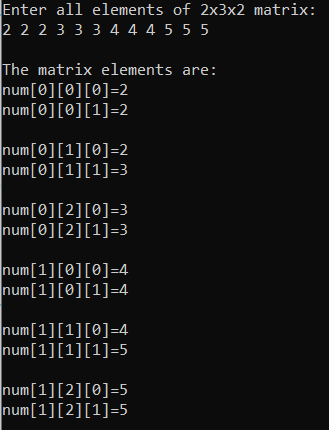 Enter all elements of 2x3x2 matrix:
2 2 2 3 3 3 4 4 4 5 5 5
The matrix elements are:
num[0][0][0]=2
num[0][0][1]=2
num[0][1][0]=2
num[0][1][1]=3
num[0][2][0]=3
num[0][2][1]=3
num[1][0][0]=4
num[1][0][1]=4
num[1][1][0]=4
num[1][1][1]=5
num[1][2][0]=5
num[1][2][1]=5